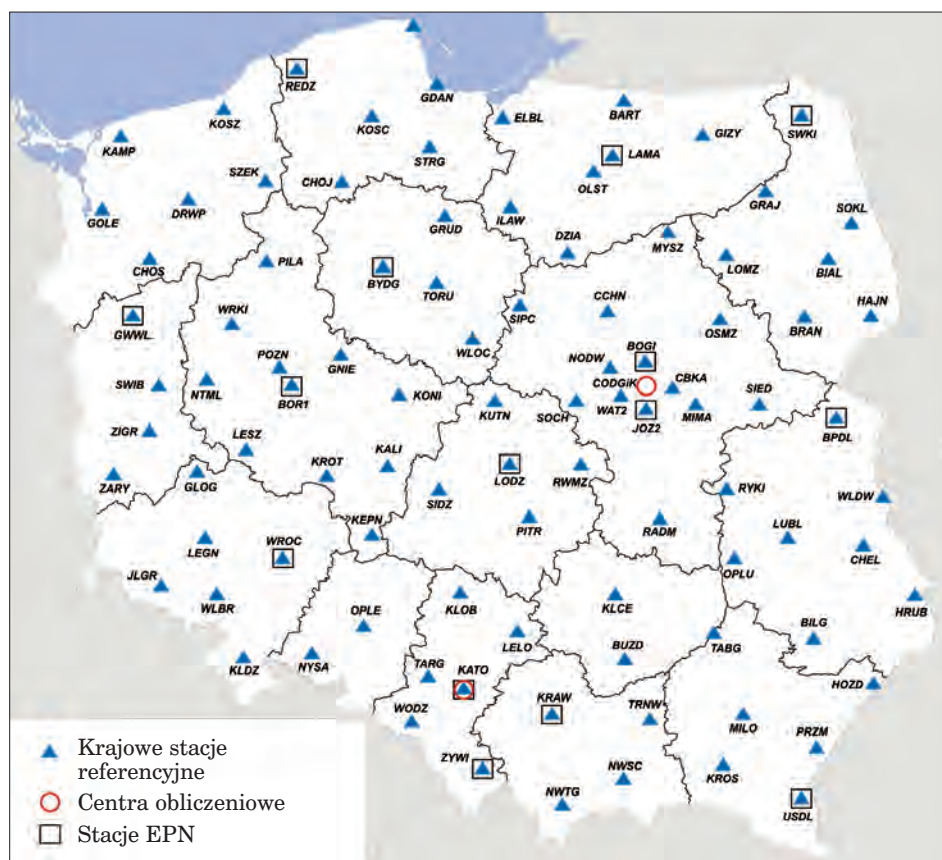 REDZ
GDAN
KOSZ
KOSC
ELBL
BART
GIZY
SWKI
KAMP
STRG
LAMA
OLST
SZEK
CHOJ
GRAJ
SOKL
GOLE
DRWP
GRUD
ILAW
DZIA
MYSZ
CHOS
PILA
BYDG
TORU
LOMZ
BIAL
HAJN
GWWL
WRKI
SIPC
CCHN
OSMZ
BRAN
WLOC
POZN
GNIE
NODW
BOGI
SWIB
NTML
BOR1
KONI
KUTN
SOCH
CODGiK
CBKA
WAT2
JOZ2
MIMA
SIED
BPDL
ZIGR
LESZ
KROT
KALI
LODZ
RWMZ
ZARY
GLOG
SIDZ
RYKI
WLDW
KEPN
PITR
RADM
LUBL
LEGN
WROC
CHEL
OPLU
JLGR
WLBR
OPLE
KLOB
KLCE
HRUB
BILG
LELO
BUZD
TABG
KLDZ
NYSA
TARG
KATO
HOZD
WODZ
KRAW
TRNW
MILO
PRZM
ZYWI
NWSC
KROS
NWTG
USDL
Krajowe stacje
referencyjne
Centra obliczeniowe
Stacje EPN